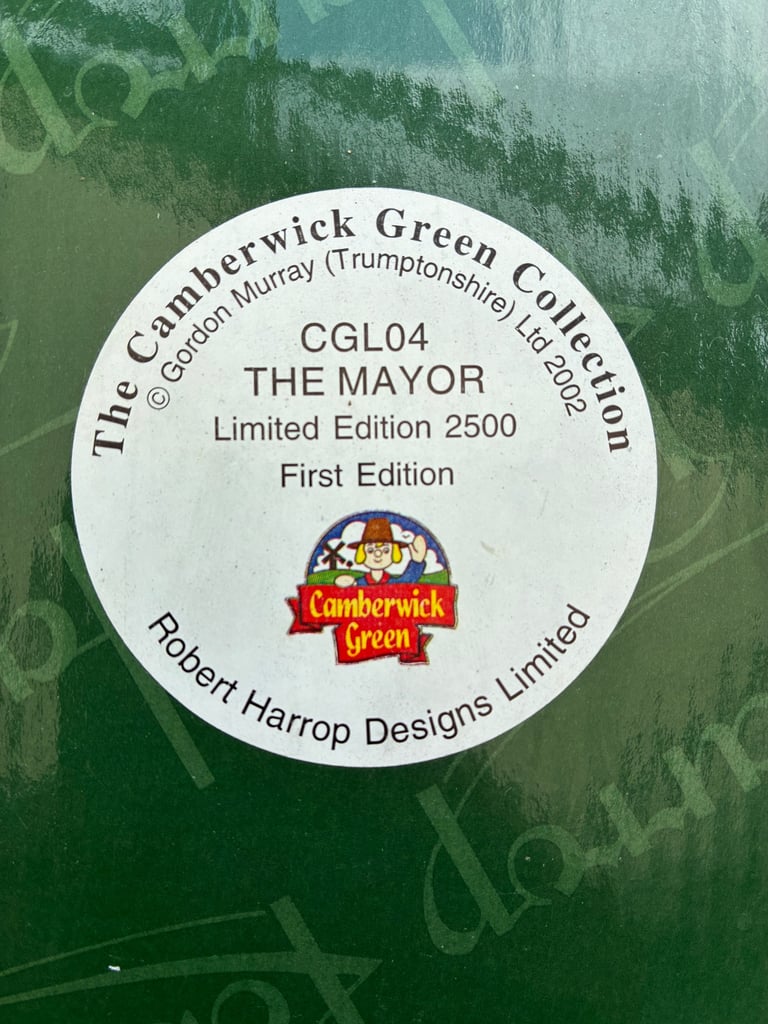 The Camberwick Green Collection
© Gordon Murray (Trumptonshire) Ltd 2002
CGL04
THE MAYOR
Limited Edition 2500
First Edition
Camberwick
Green
Robert Harrop Designs Limited